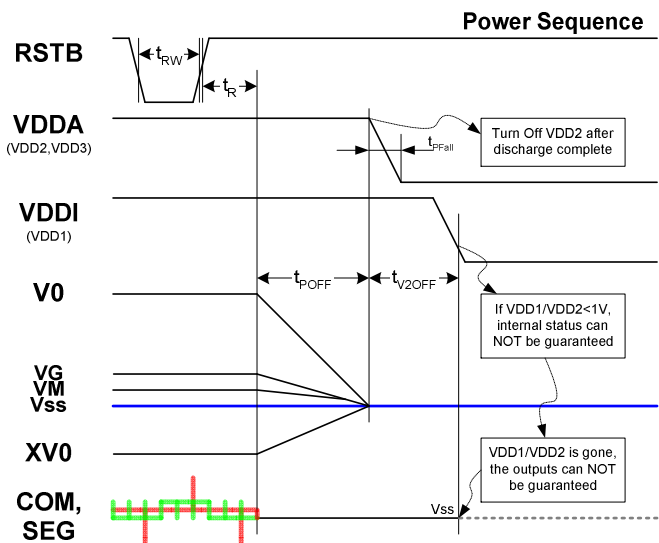 Power Sequence
RSTB
tRW
tR
VDDA
(VDD2,VDD3)
tPFall
Turn Off VDD2 after
discharge complete
VDDI
(VDD1)
tPOFF
tV2OFF
V0
If VDD1/VDD2<1V,
internal status can
NOT be guaranteed
VG
VM
Vss
XV0
VDD1/VDD2 is gone,
the outputs can NOT
be guaranteed
COM,
SEG
Vss